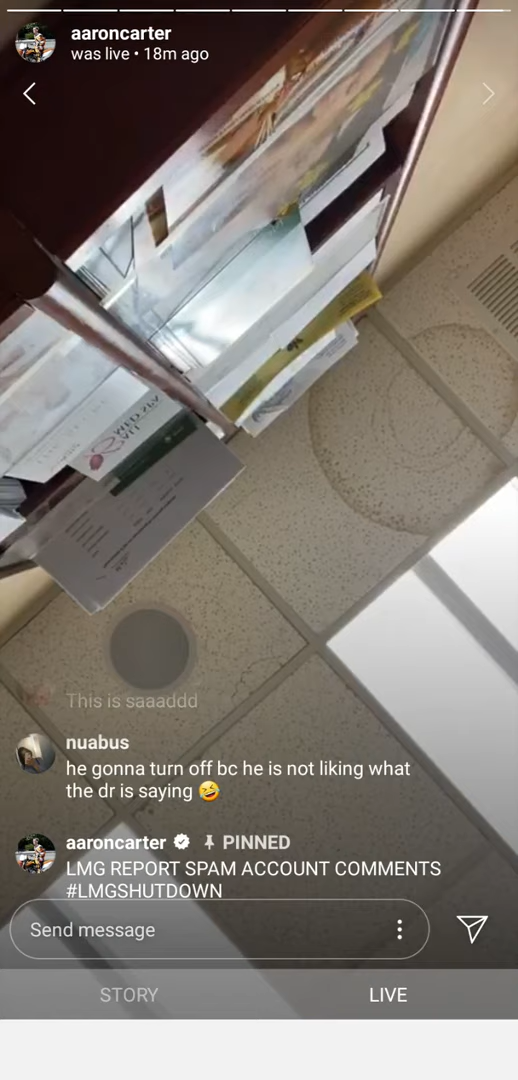 aaroncarter
was live • 18m ago
This is saaaddd
nuabus
he gonna turn off bc he is not liking what
the dr is saying 🤣
aaroncarter PINNED
LMG REPORT SPAM ACCOUNT COMMENTS
#LMGSHUTDOWN
Send message
STORY
LIVE